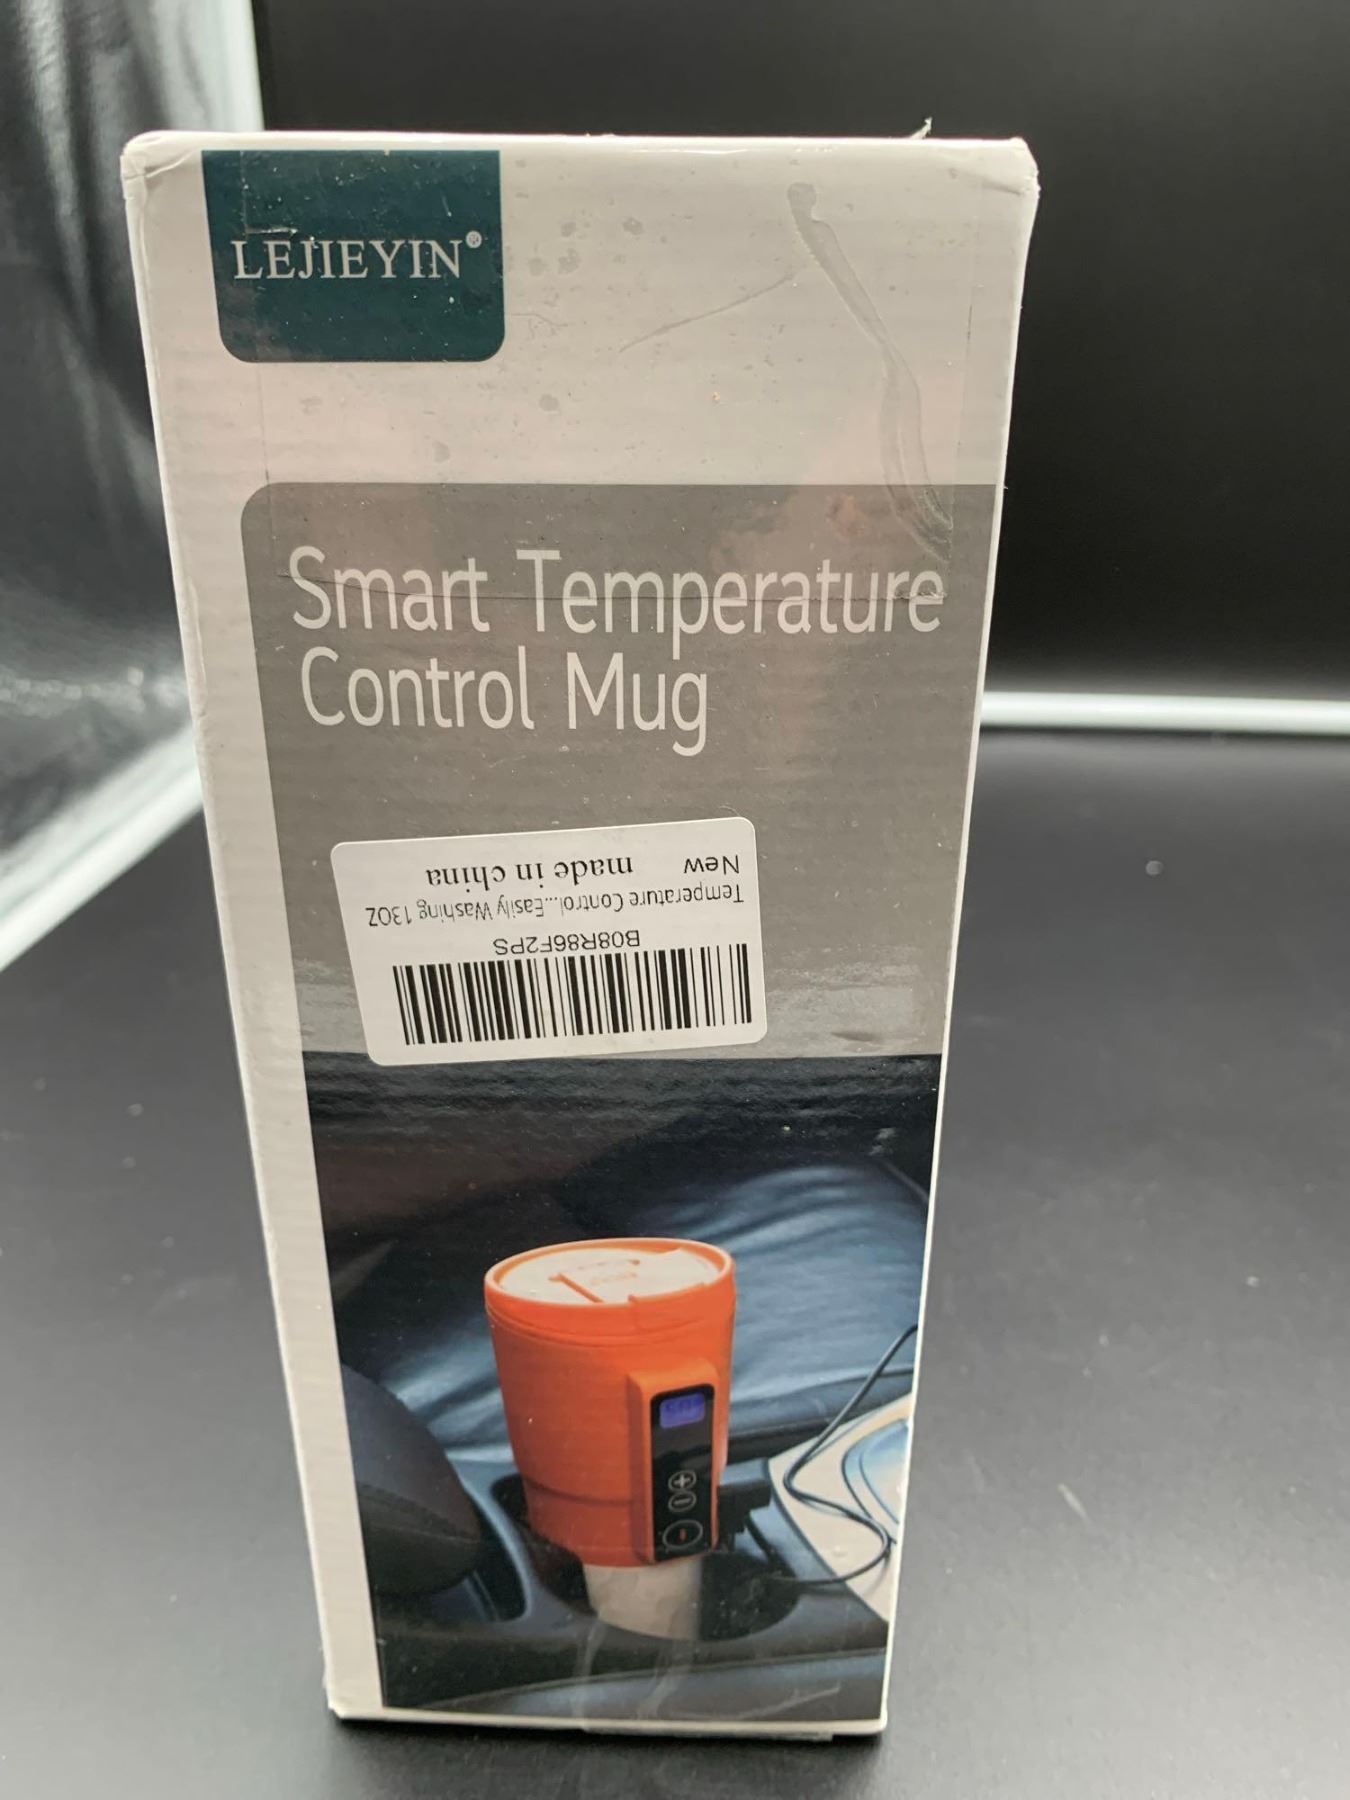 LEJIEYIN®
Smart Temperature
Control Mug
B08R86F2PS
Temperature Control...Easily Washing 13OZ
New made in china